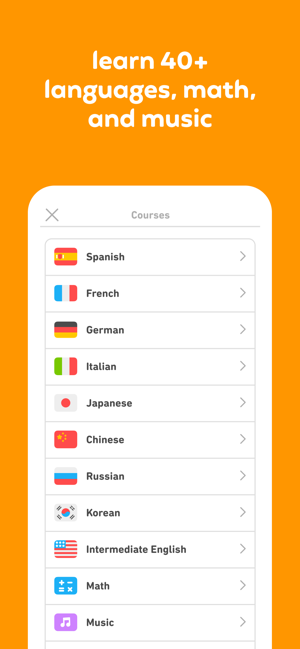 learn 40+
languages, math,
and music
Courses
Spanish
French
German
Italian
Japanese
Chinese
Russian
Korean
Intermediate English
Math
Music